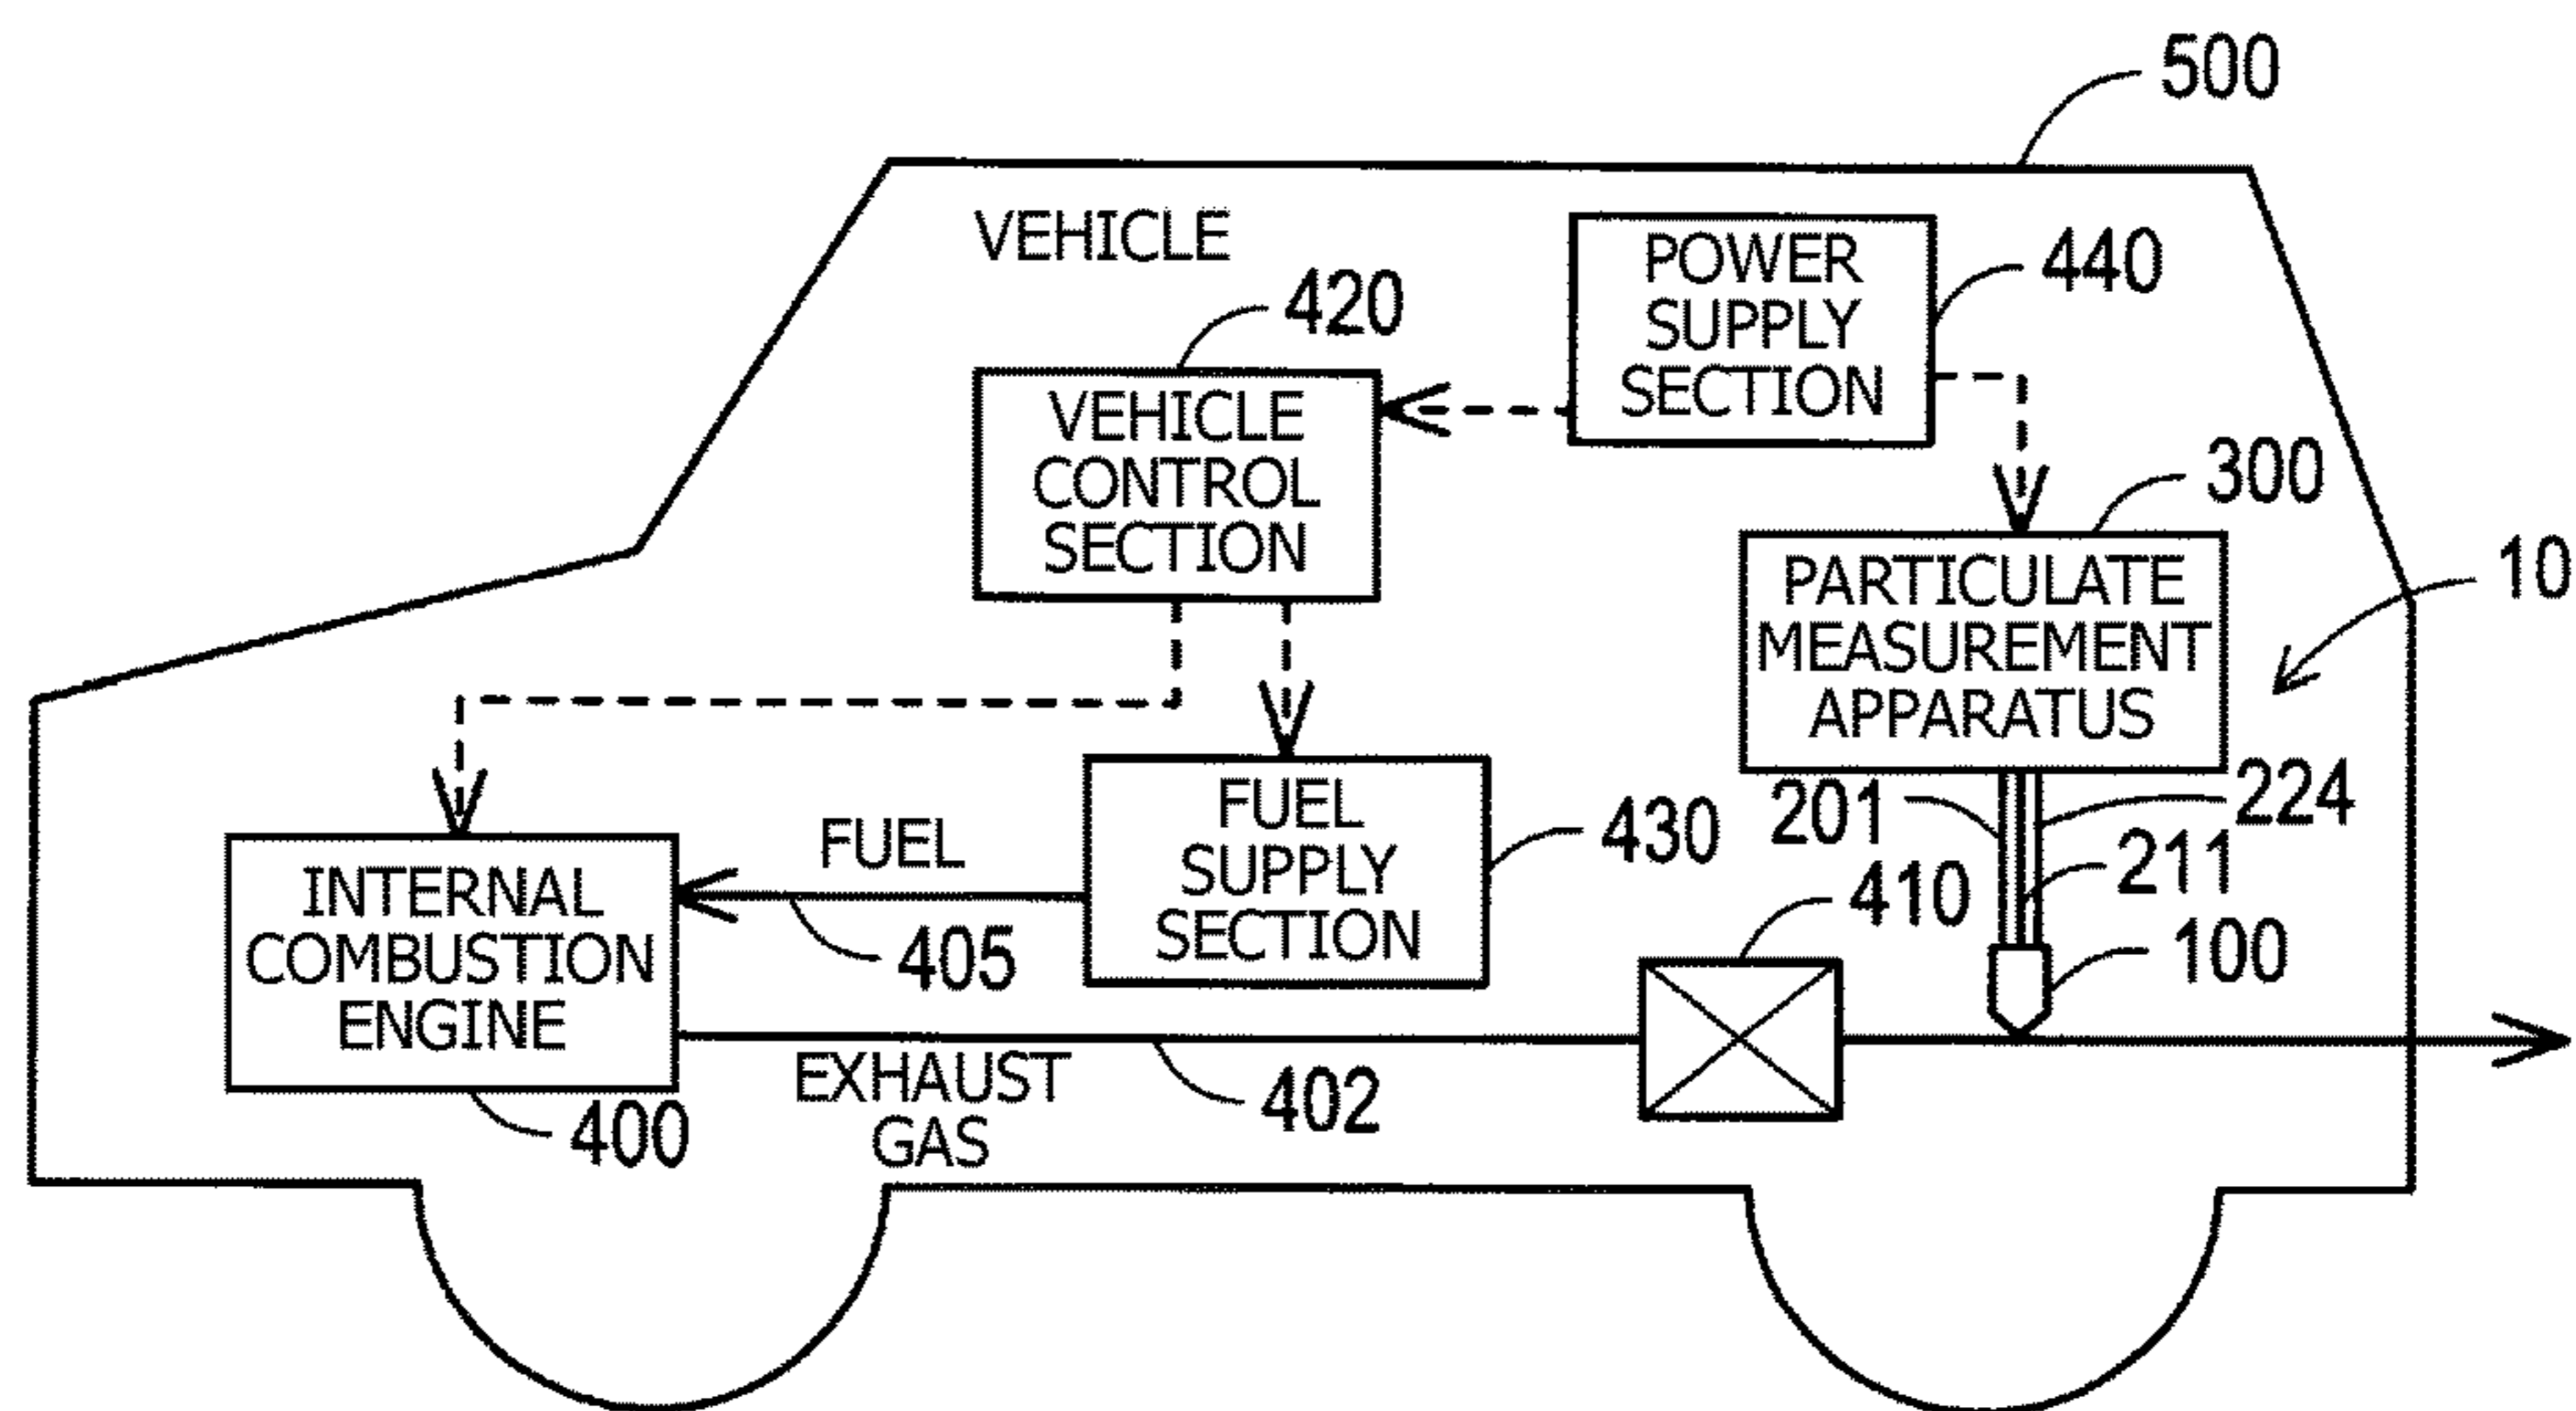 500
VEHICLE
POWER
SUPPLY
SECTION
440
420
VEHICLE
CONTROL
SECTION
300
PARTICULATE
MEASUREMENT
APPARATUS
10
FUEL
FUEL
SUPPLY
SECTION
430
201
224
211
410
100
INTERNAL
COMBUSTION
ENGINE
405
EXHAUST
GAS
402
400